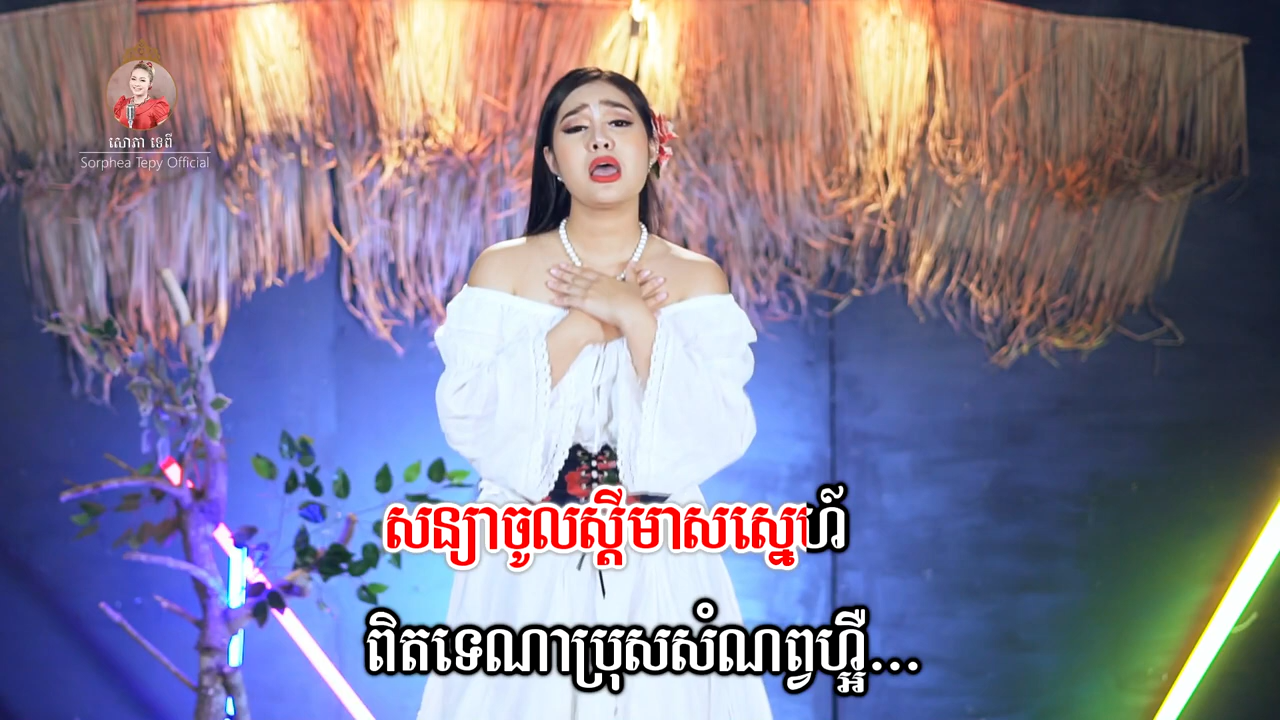 សោភា ទេពី
Sorphea Tepy Official
សន្យាចូលស្ដីមាសស្នេហ៍
ពិតទេណាប្រុសសំណព្វហ្អឺ...